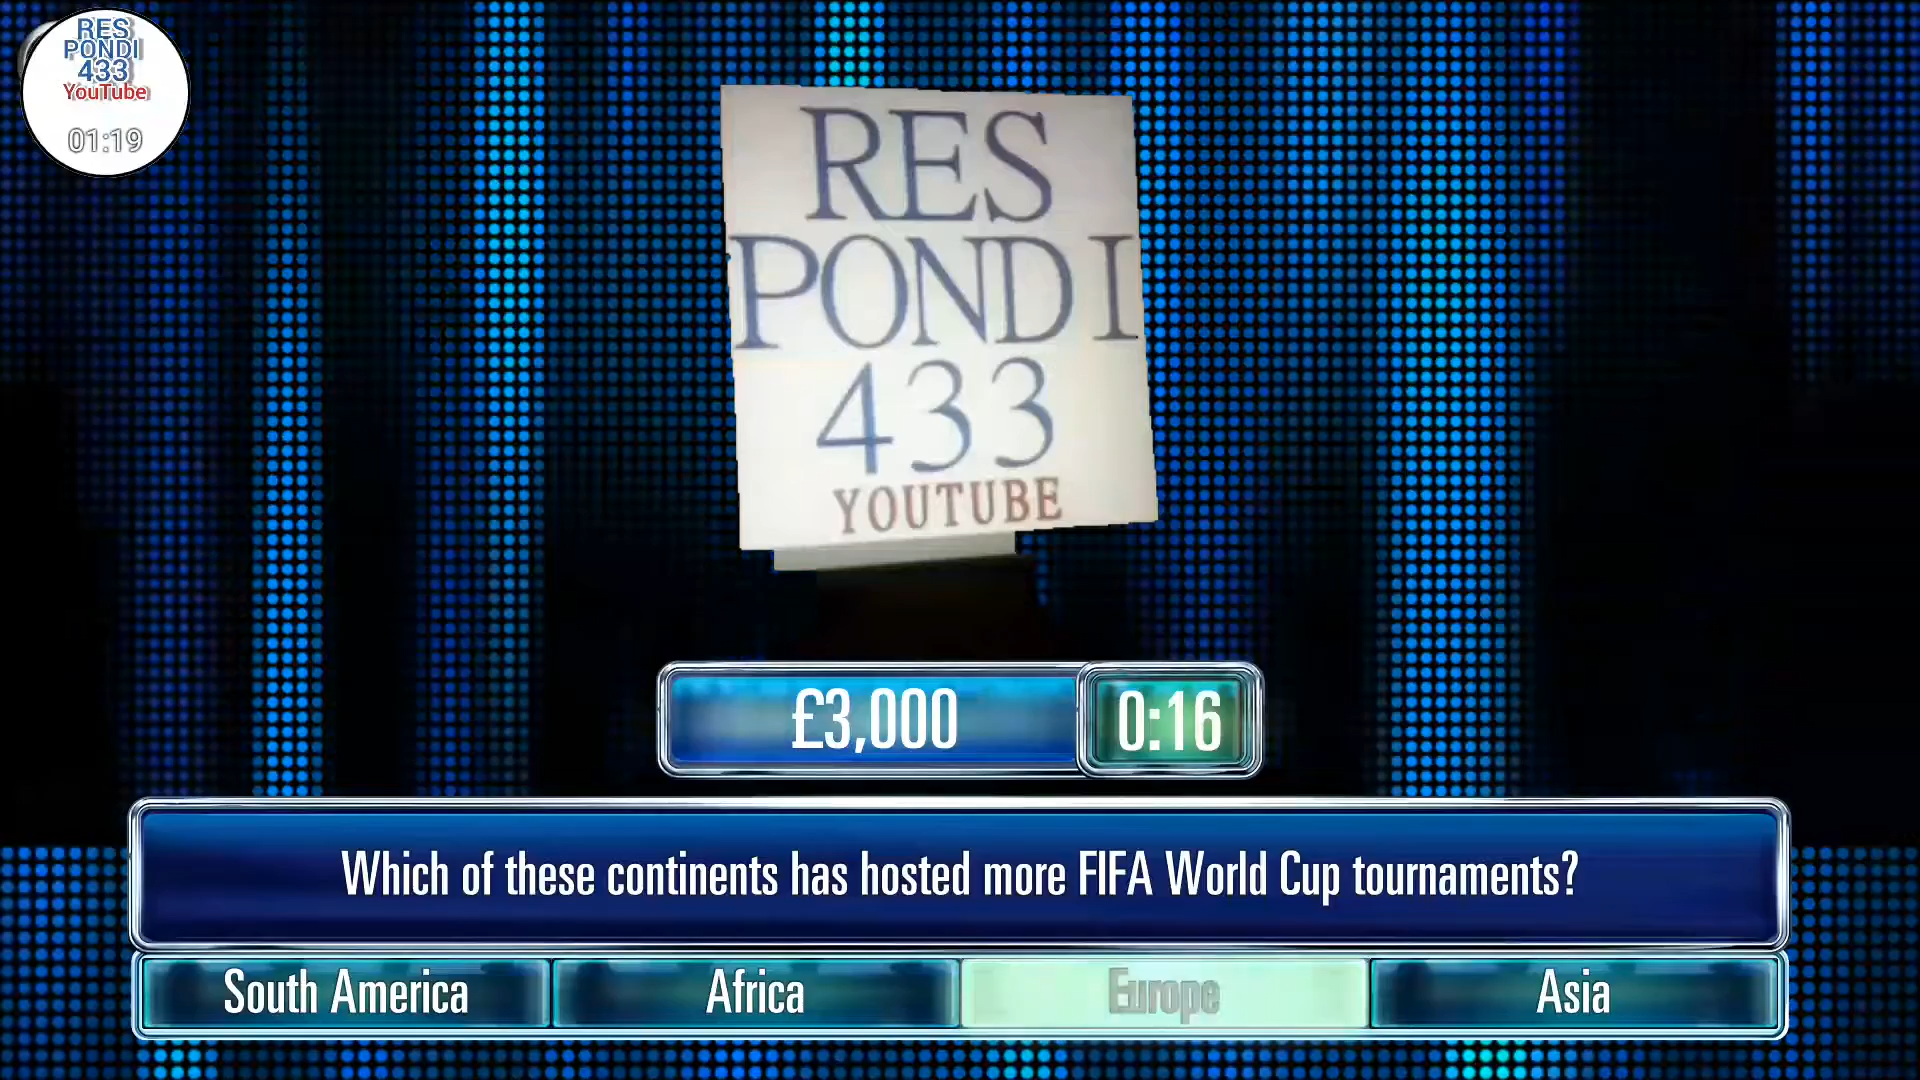 RES
PONDI
433
YouTube
01:19
RES
POND I
433
YOUTUBE
£3,000
0:16
Which of these continents has hosted more FIFA World Cup tournaments?
South America
Africa
Europe
Asia